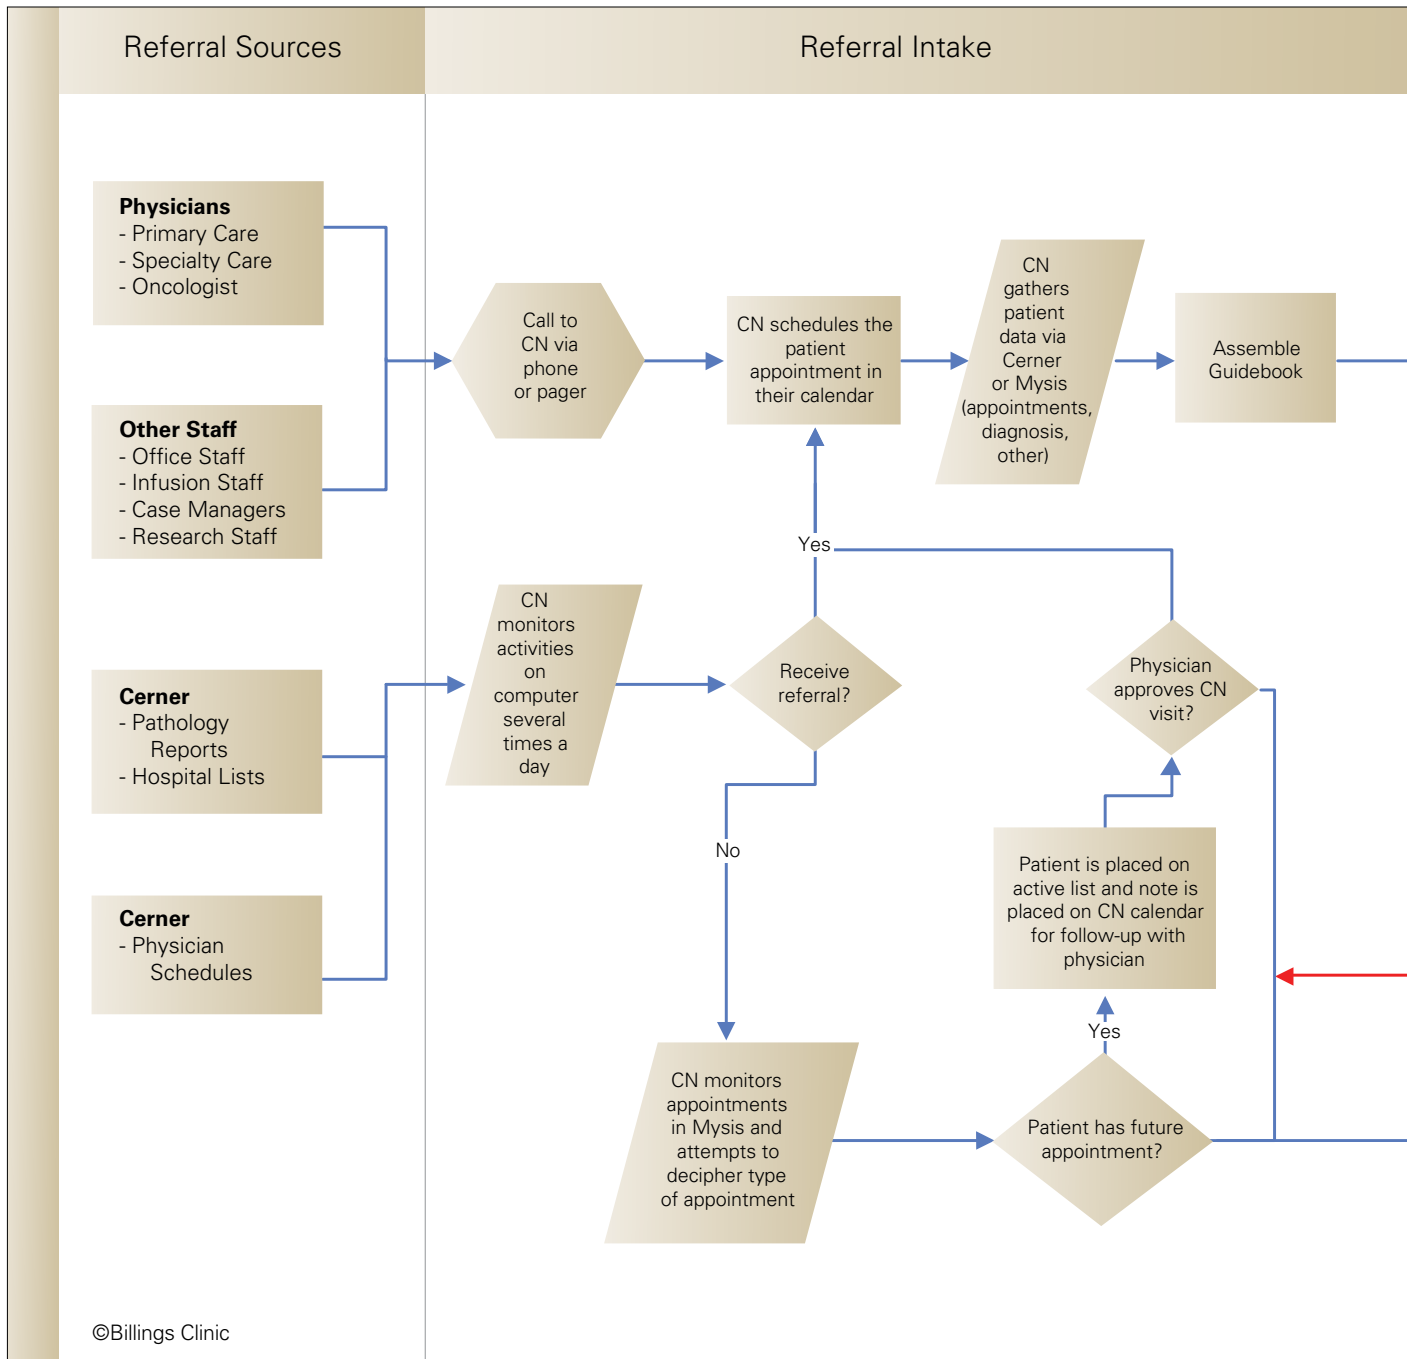 Referral Sources
Referral Intake
Physicians
- Primary Care
- Specialty Care
- Oncologist
Other Staff
- Office Staff
- Infusion Staff
- Case Managers
- Research Staff
Cerner
- Pathology
Reports
- Hospital Lists
Cerner
- Physician
Schedules
Call to
CN via
phone
or pager
CN schedules the
patient
appointment in
their calendar
CN
gathers
patient
data via
Cerner
or Mysis
(appointments,
diagnosis,
other)
Assemble
Guidebook
Yes
CN
monitors
activities on
on
computer
several
times a
day
Receive
referral?
Physician
approves CN
visit?
No
Patient is placed on
active list and note is
placed on CN calendar
for follow-up with
physician
Yes
CN monitors
appointments
in Mysis and
attempts to
decipher type
of appointment
Patient has future
appointment?
©Billings Clinic